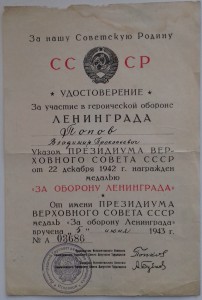 За нашу Советскую Родину
СССР
УДОСТОВЕРЕНИЕ
За участие в героической обороне
ЛЕНИНГРАДА
Попов
Владимир
Указом ПРЕЗИДИУМА ВЕР-
ХОВНОГО СОВЕТА СССР
от 22 декабря 1942 г. награжден
медалью
«ЗА ОБОРОНУ ЛЕНИНГРАДА»
От имени ПРЕЗИДИУМА
ВЕРХОВНОГО СОВЕТА СССР
медаль «За оборону Ленинграда»
вручена июня 1943 г.
№ А